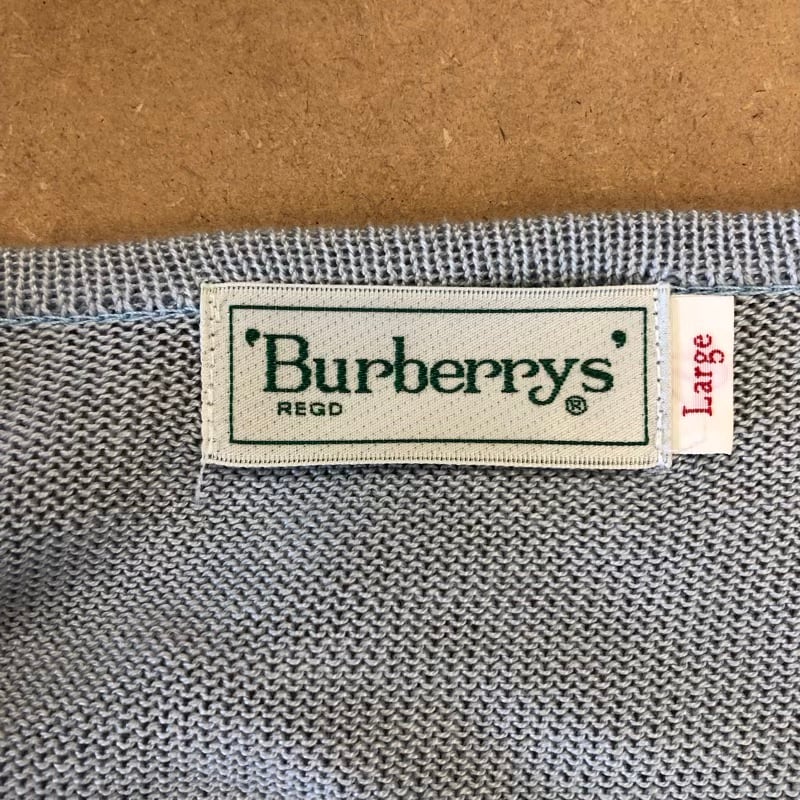 'Burberrys'
REGD ®
Large